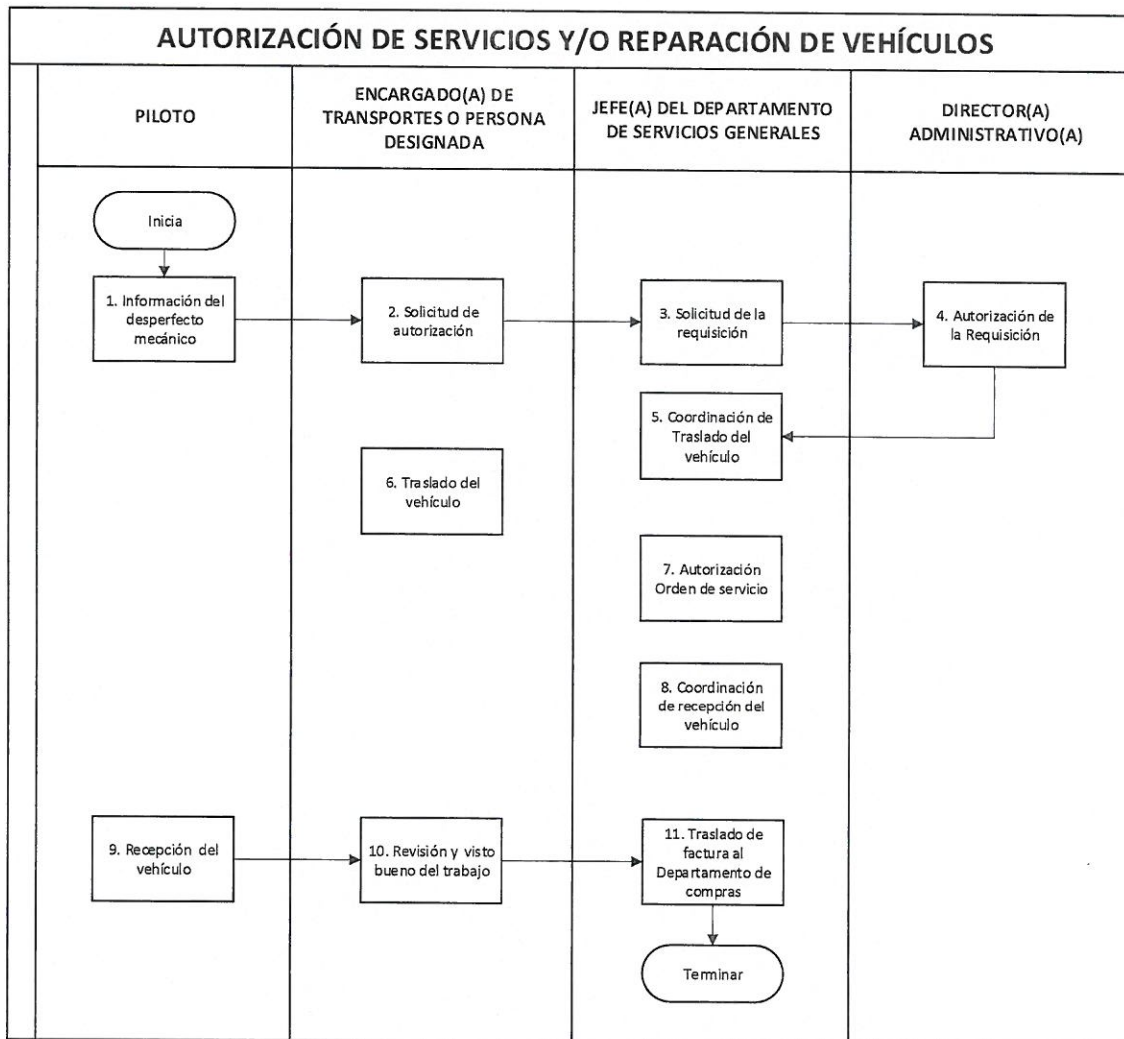 AUTORIZACIÓN DE SERVICIOS Y/O REPARACIÓN DE VEHÍCULOS
PILOTO
ENCARGADO(A) DE
TRANSPORTES O PERSONA
DESIGNADA
JEFE(A) DEL DEPARTAMENTO
DE SERVICIOS GENERALES
DIRECTOR(A)
ADMINISTRATIVO(A)
Inicia
1. Información del
desperfecto
mecánico
2. Solicitud de
autorización
3. Solicitud de la
requisición
4. Autorización de
la Requisición
5. Coordinación de
Traslado del
vehículo
6. Traslado del
vehículo
7. Autorización
Orden de servicio
8. Coordinación
de recepción del
vehículo
9. Recepción del
vehículo
10. Revisión y visto
bueno del trabajo
11. Traslado de
factura al
Departamento de
compras
Terminar